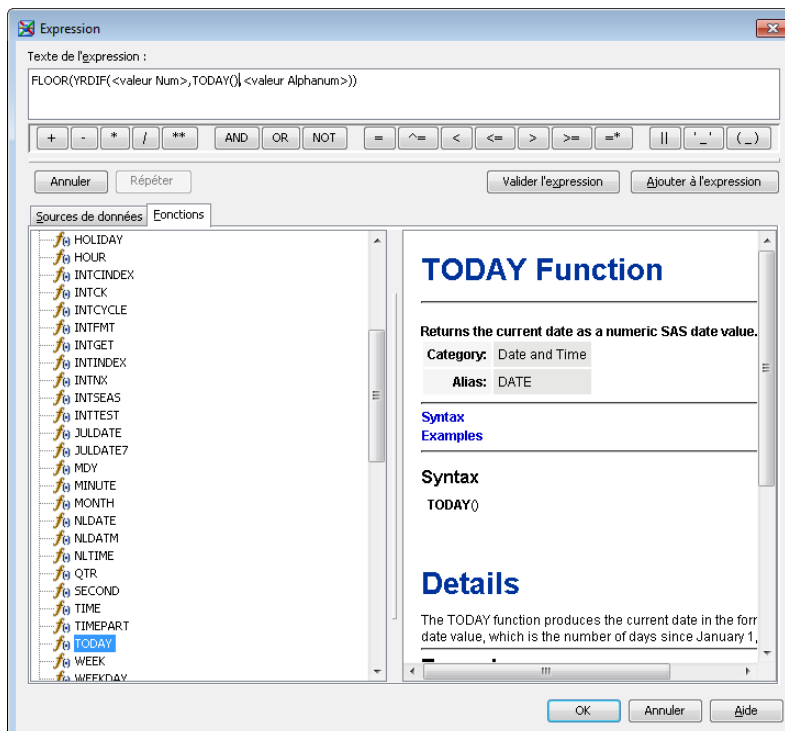 Expression
Texte de l'expression :
FLOOR(YRDIF(<valeur Num>,TODAY(),<valeur Alphanum>))
+ - * / ** AND OR NOT = ^= < <= > >= =* || '_' (_)
Annuler Répéter Valider l'expression Ajouter à l'expression
Sources de données Fonctions
HOLIDAY
HOUR
INTCINDEX
INTCK
INTCYCLE
INTFMT
INTGET
INTINDEX
INTNX
INTSEAS
INTTEST
JULDATE
JULDATE7
MDY
MINUTE
MONTH
NLDATE
NLDATM
NLTIME
QTR
SECOND
TIME
TIMEPART
TODAY
WEEK
WEEKDAY
TODAY Function
Returns the current date as a numeric SAS date value.
Category: Date and Time
Alias: DATE
Syntax
Examples
Syntax
TODAY()
Details
The TODAY function produces the current date in the forr
date value, which is the number of days since January 1,
OK Annuler Aide